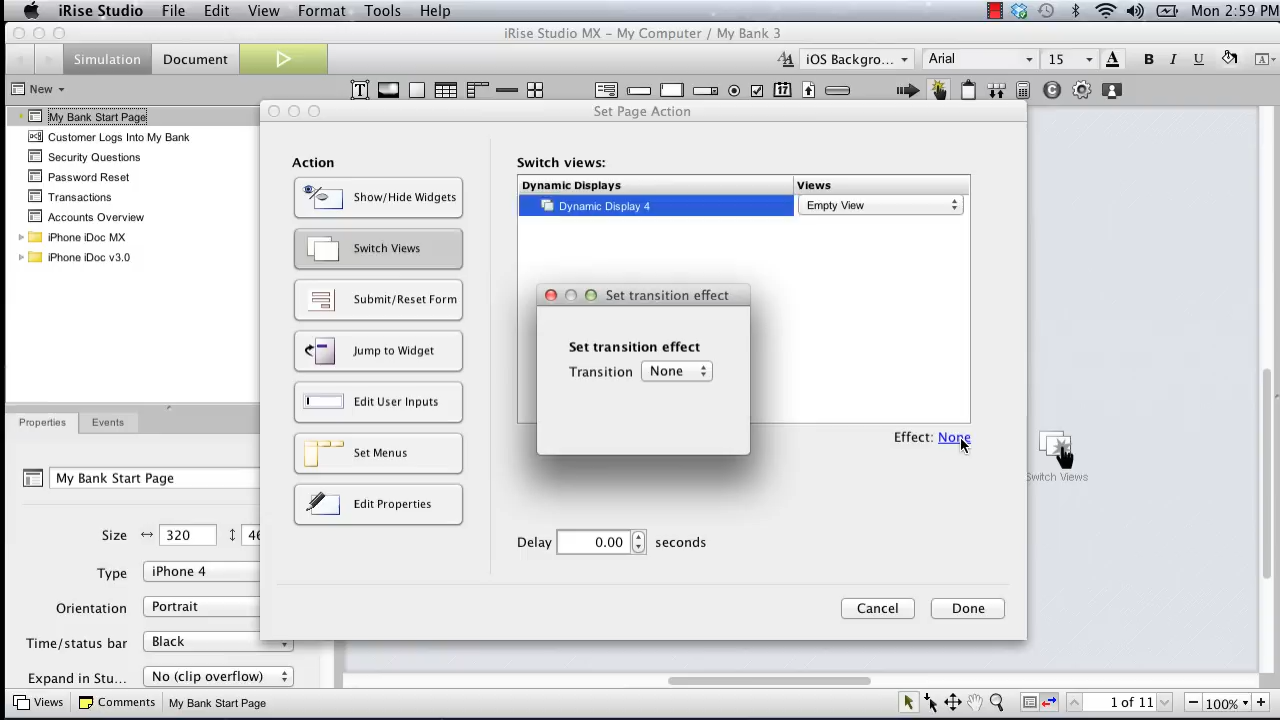 iRise Studio File Edit View Format Tools Help Mon 2:59 PM
iRise Studio MX - My Computer / My Bank 3
Simulation Document iOS Backgro... Arial 15 A B I U
New
My Bank Start Page
Customer Logs Into My Bank
Security Questions
Password Reset
Transactions
Accounts Overview
iPhone iDoc MX
iPhone iDoc v3.0
Set Page Action
Action
Show/Hide Widgets
Switch Views
Submit/Reset Form
Jump to Widget
Edit User Inputs
Set Menus
Edit Properties
Switch views:
Dynamic Displays Views
Dynamic Display 4 Empty View
Set transition effect
Set transition effect
Transition None
Effect: None
Delay 0.00 seconds
Cancel Done
Switch Views
Properties Events
My Bank Start Page
Size 320 46
Type iPhone 4
Orientation Portrait
Time/status bar Black
Expand in Stu... No (clip overflow)
Views Comments My Bank Start Page 1 of 11 100%